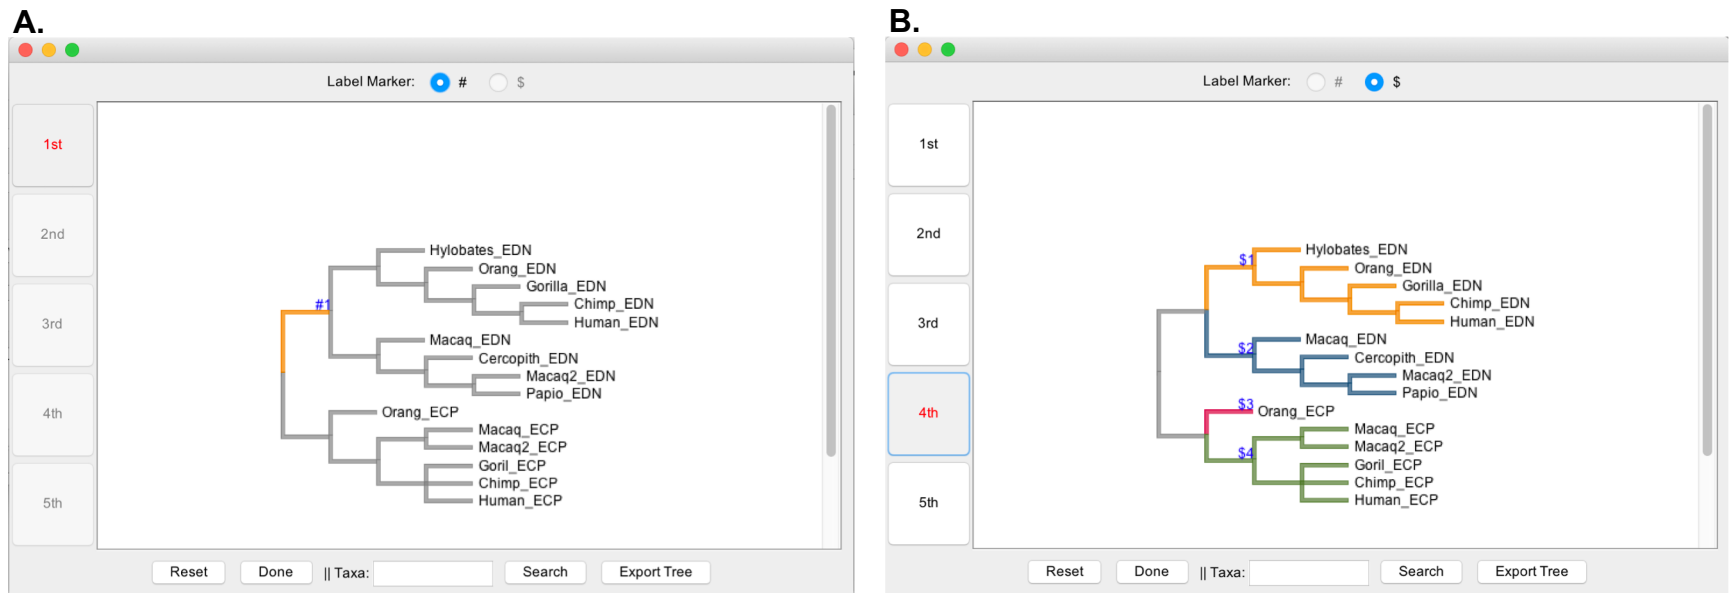 A.
Label Marker: # $
1st
2nd
3rd
4th
5th
#1
Hylobates_EDN
Orang_EDN
Gorilla_EDN
Chimp_EDN
Human_EDN
Macaq_EDN
Cercopith_EDN
Macaq2_EDN
Papio_EDN
Orang_ECP
Macaq_ECP
Macaq2_ECP
Goril_ECP
Chimp_ECP
Human_ECP
Reset Done || Taxa: Search Export Tree
B.
Label Marker: # $
1st
2nd
3rd
4th
5th
Hylobates_EDN
$1
Orang_EDN
Gorilla_EDN
Chimp_EDN
Human_EDN
Macaq_EDN
$2
Cercopith_EDN
Macaq2_EDN
Papio_EDN
$3
Orang_ECP
Macaq_ECP
Macaq2_ECP
$4
Goril_ECP
Chimp_ECP
Human_ECP
Reset Done || Taxa: Search Export Tree